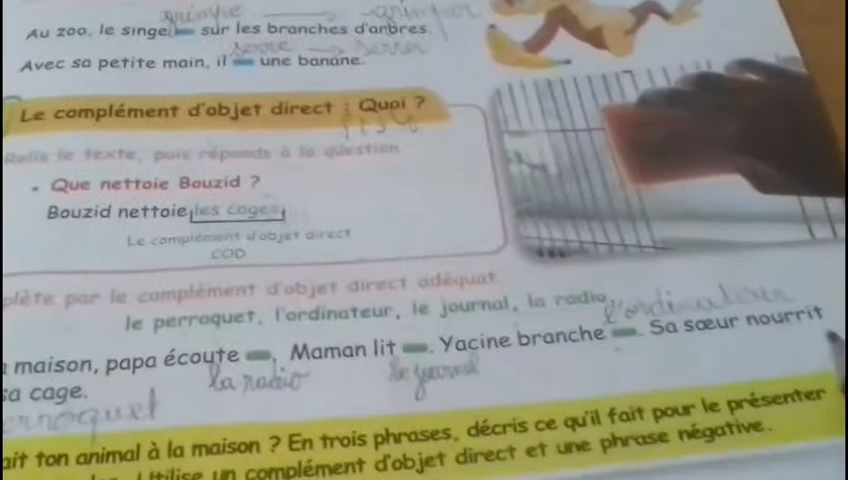 grimpe grimper
Au zoo, le singe sur les branches d'arbres.
serre serrer
Avec sa petite main, il une banane.
Le complément d'objet direct : Quoi ?
Relis le texte, puis réponds à la question
• Que nettoie Bouzid ?
Bouzid nettoie les cages
Le complément d'objet direct
COD
plète par le complément d'objet direct adéquat
le perroquet, l'ordinateur, le journal, la radio
l'ordinateur
maison, papa écoute . Maman lit . Yacine branche . Sa sœur nourrit
sa cage.
la radio le journal
erroquet
ait ton animal à la maison ? En trois phrases, décris ce qu'il fait pour le présenter
Utilise un complément d'objet direct et une phrase négative.